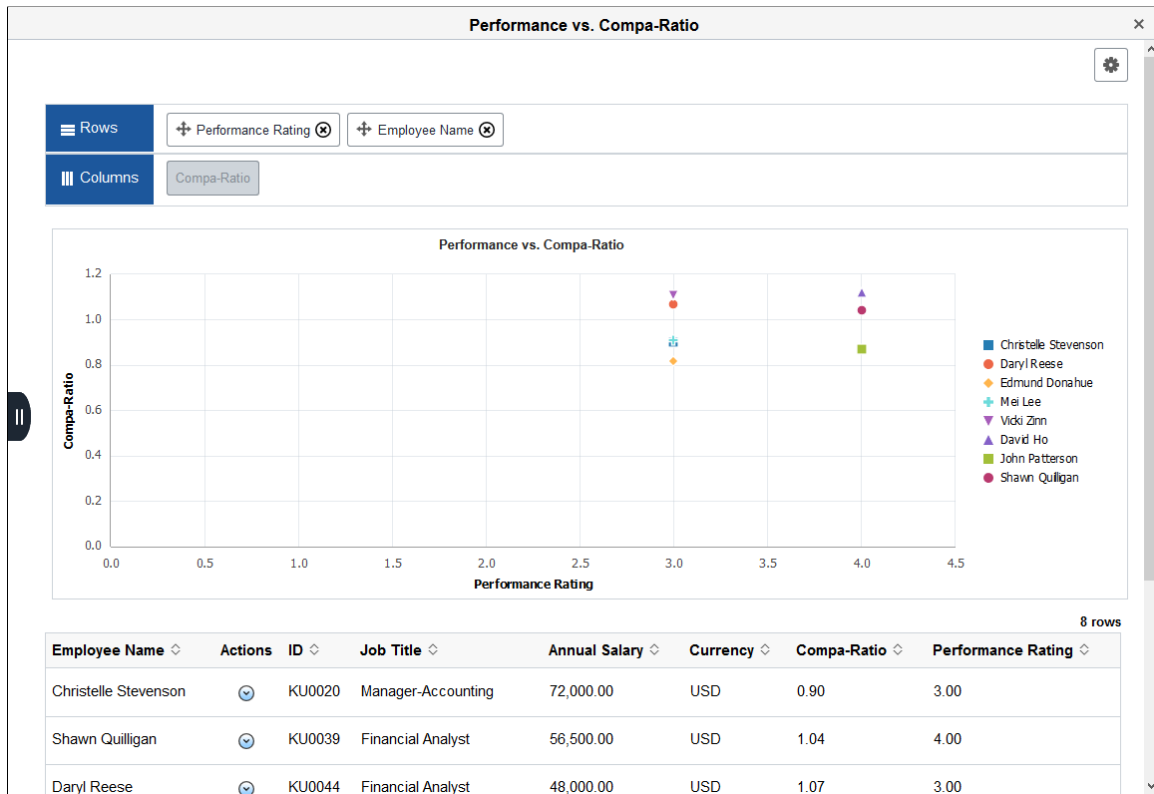 Performance vs. Compa-Ratio
Rows
Performance Rating
Employee Name
Columns
Compa-Ratio
Performance vs. Compa-Ratio
1.2
1.0
0.8
0.6
0.4
0.2
0.0
Compa-Ratio
0.0 0.5 1.0 1.5 2.0 2.5 3.0 3.5 4.0 4.5
Performance Rating
Christelle Stevenson
Daryl Reese
Edmund Donahue
Mei Lee
Vicki Zinn
David Ho
John Patterson
Shawn Quilligan
8 rows
Employee Name Actions ID Job Title Annual Salary Currency Compa-Ratio Performance Rating
Christelle Stevenson KU0020 Manager-Accounting 72,000.00 USD 0.90 3.00
Shawn Quilligan KU0039 Financial Analyst 56,500.00 USD 1.04 4.00
Daryl Reese KU0044 Financial Analyst 48,000.00 USD 1.07 3.00